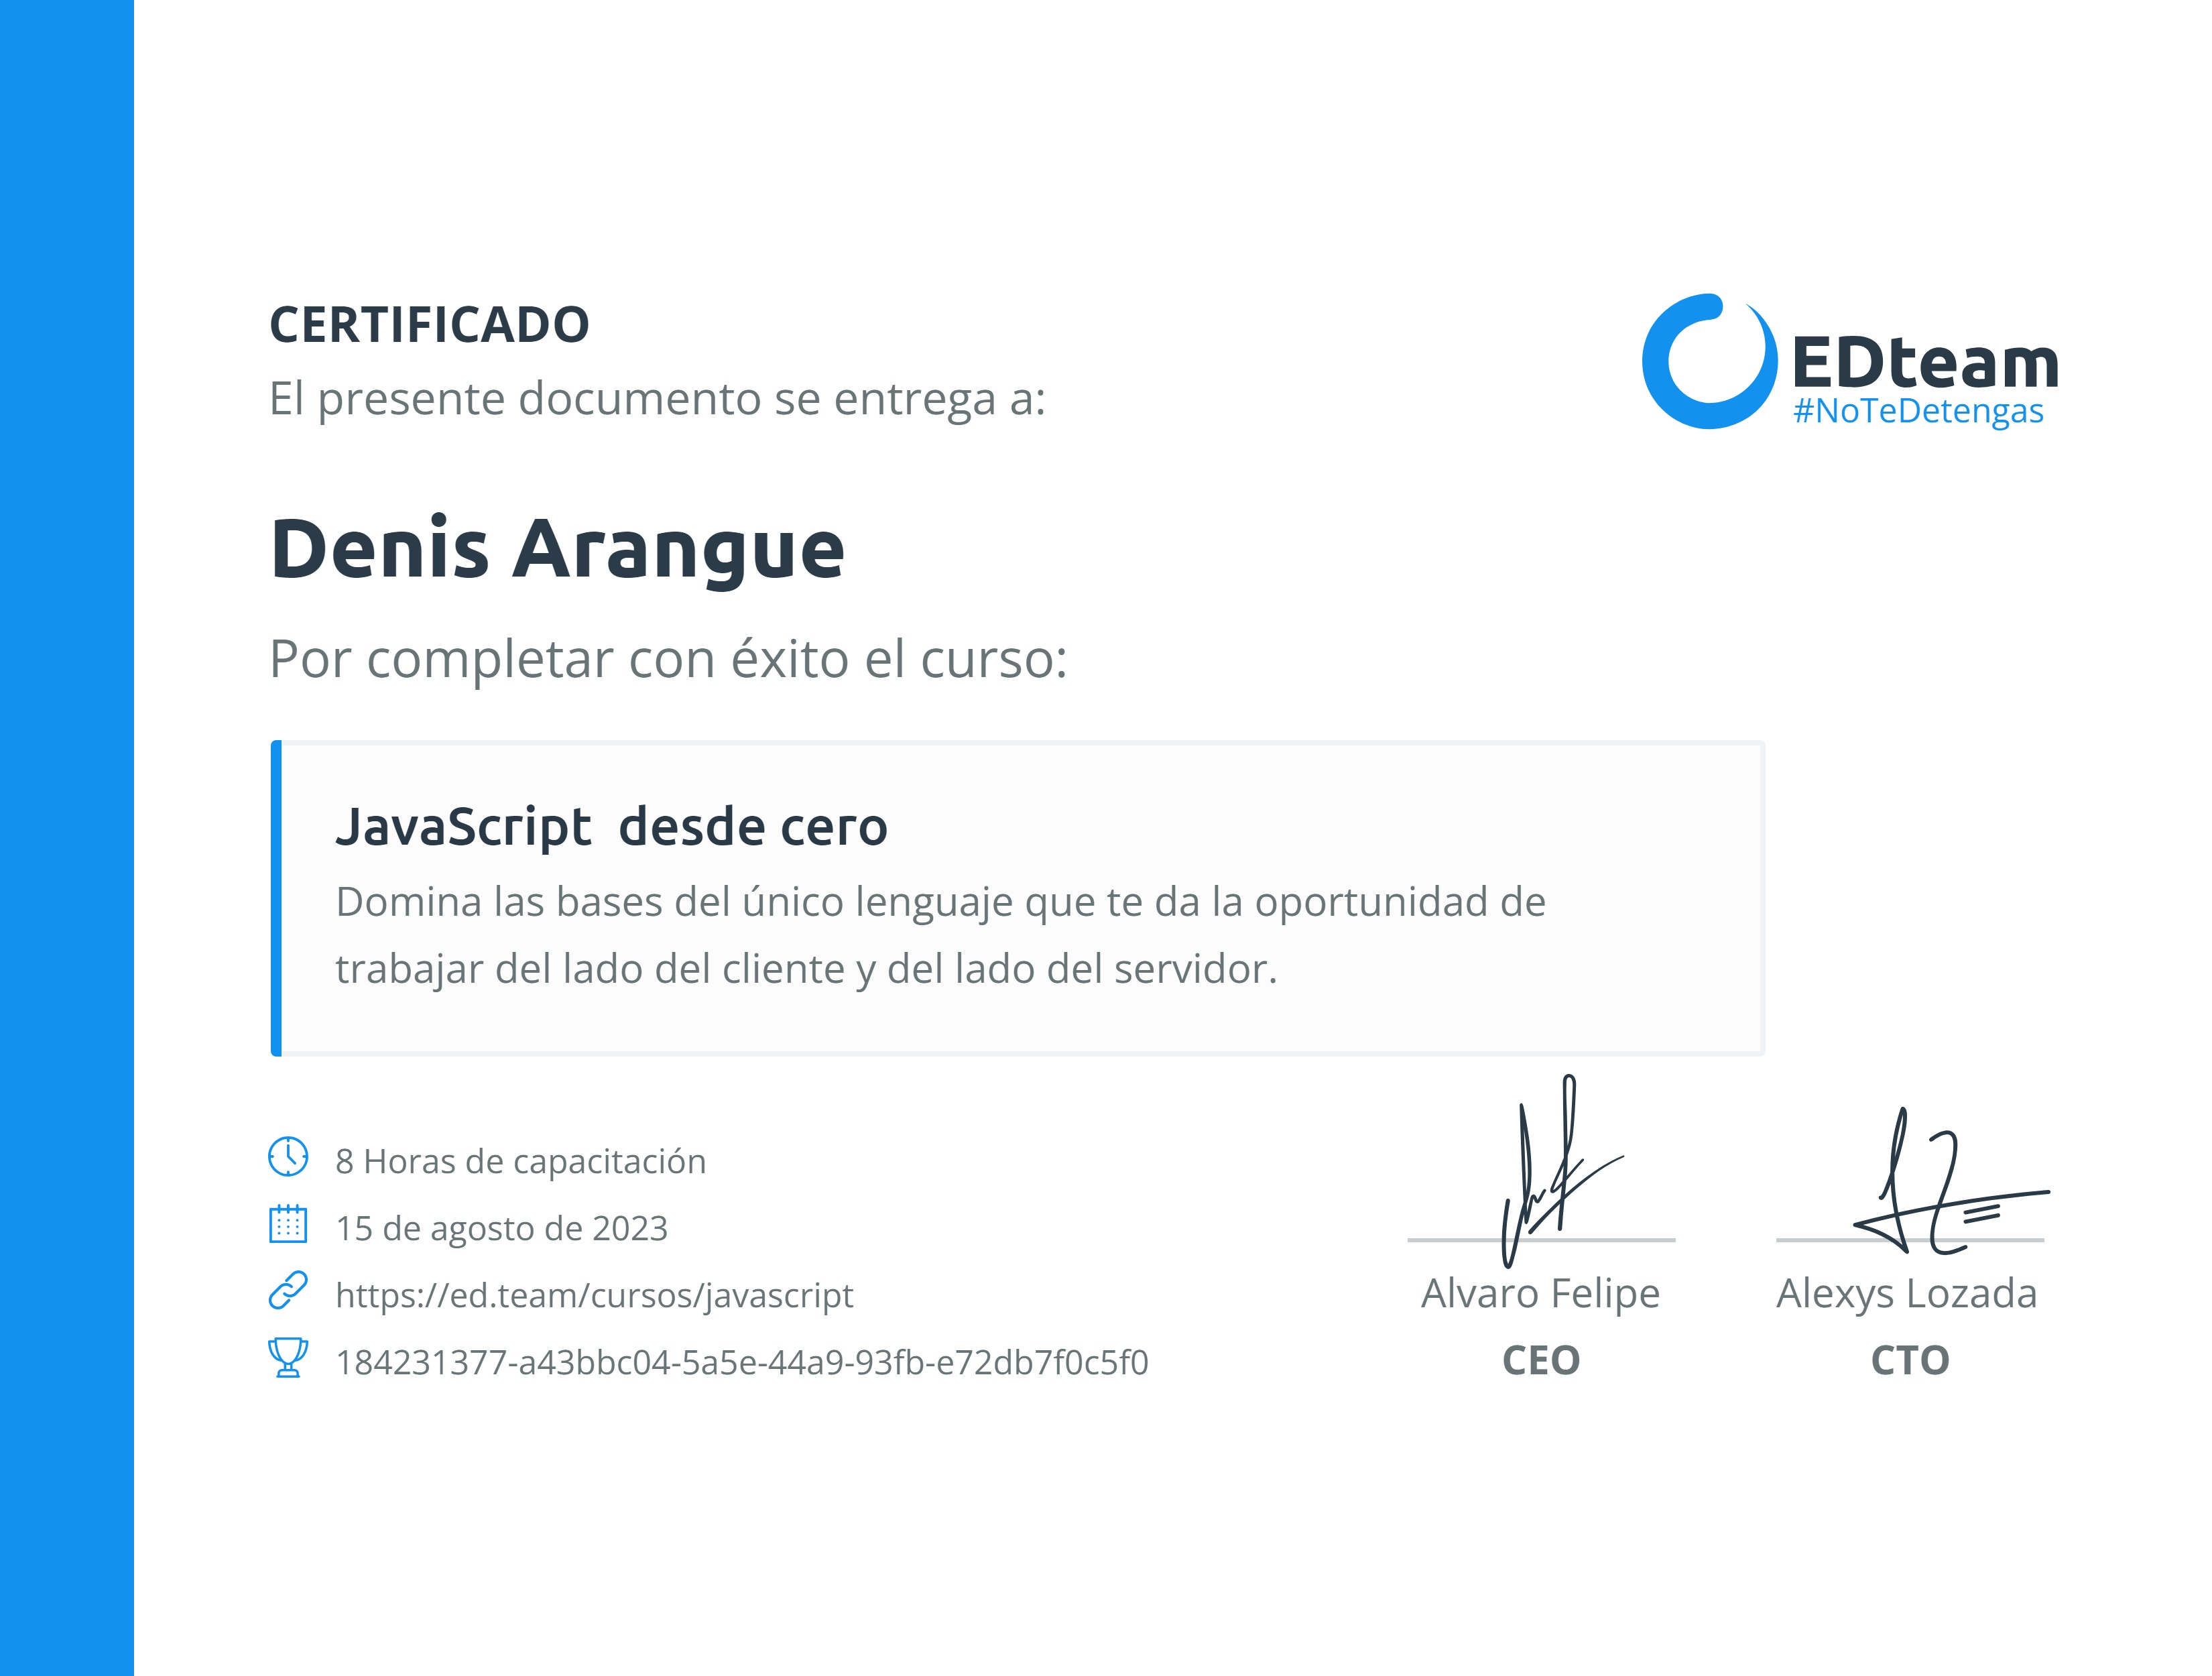 CERTIFICADO
El presente documento se entrega a:
EDteam
#NoTeDetengas
Denis Arangue
Por completar con éxito el curso:
JavaScript  desde cero
Domina las bases del único lenguaje que te da la oportunidad de
trabajar del lado del cliente y del lado del servidor.
8 Horas de capacitación
15 de agosto de 2023
https://ed.team/cursos/javascript
184231377-a43bbc04-5a5e-44a9-93fb-e72db7f0c5f0
Alvaro Felipe
CEO
Alexys Lozada
CTO